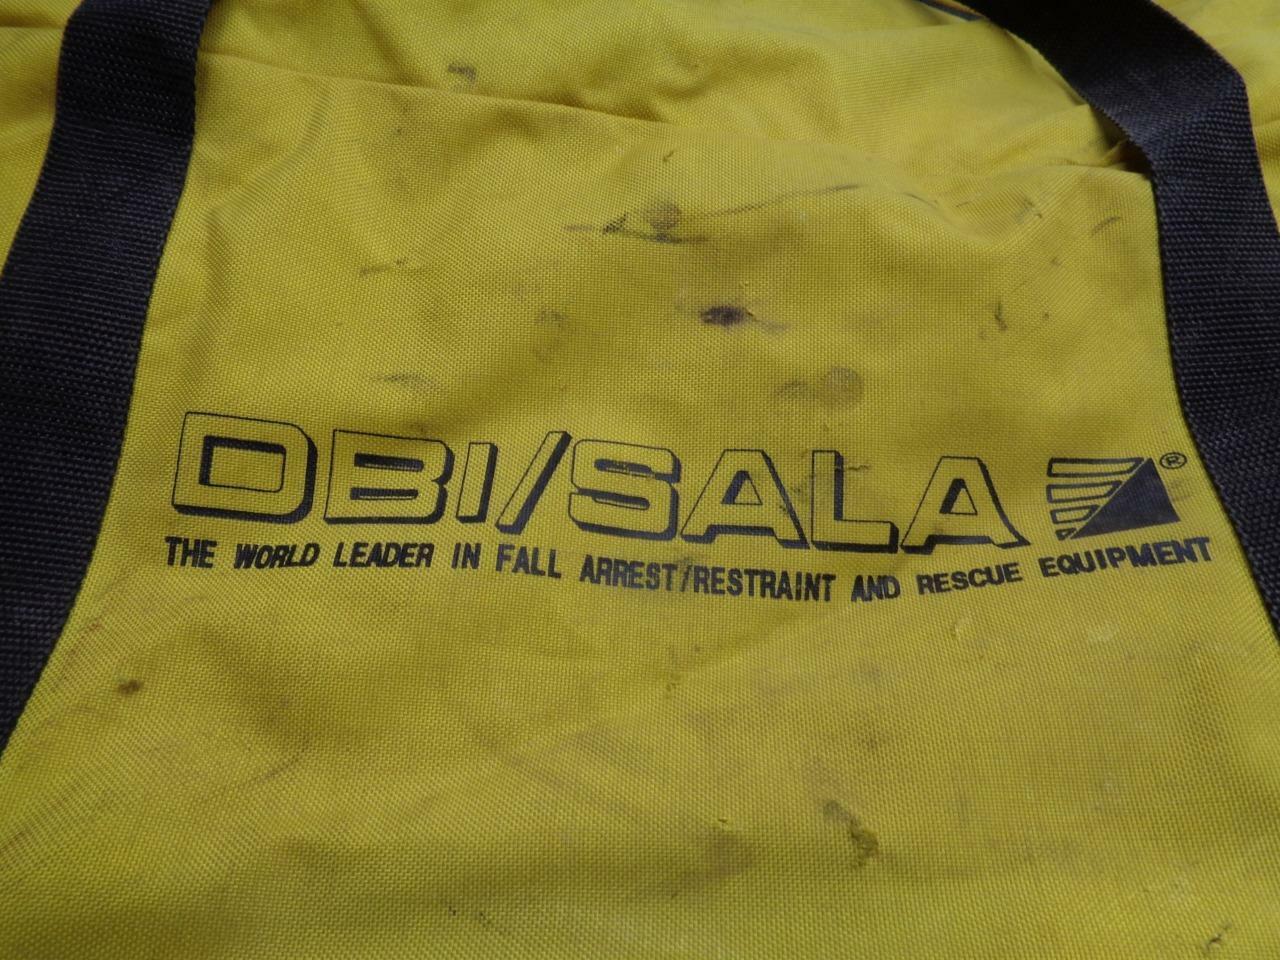 DBI/SALA ®
THE WORLD LEADER IN FALL ARREST/RESTRAINT AND RESCUE EQUIPMENT